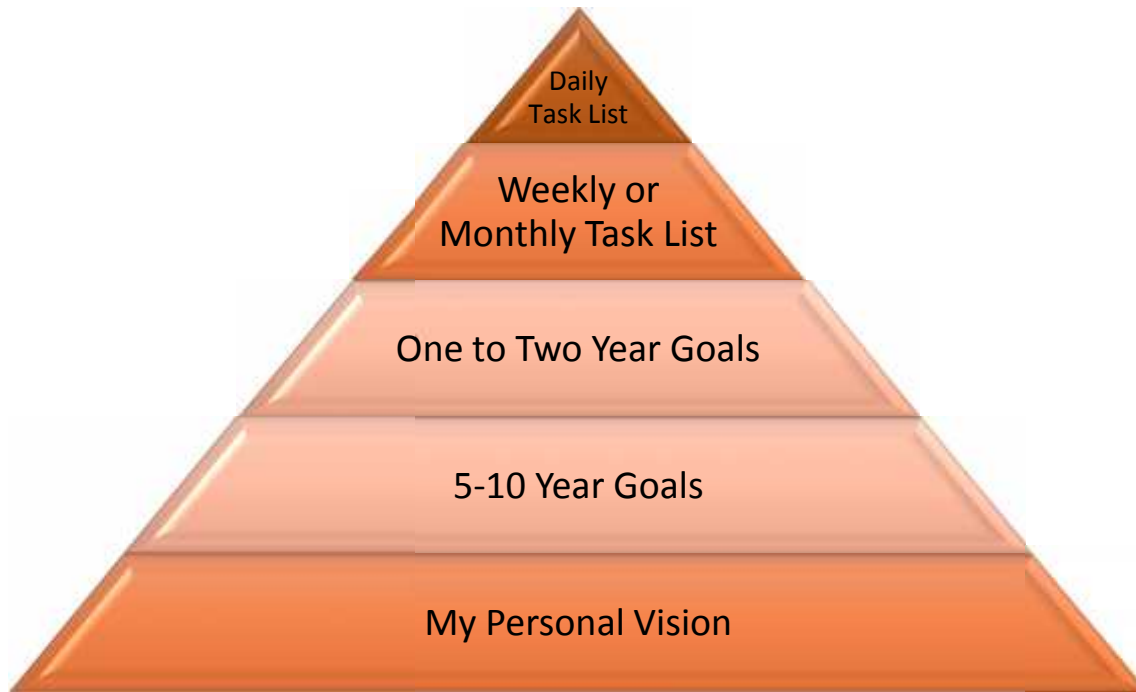 Daily
Task List
Weekly or
Monthly Task List
One to Two Year Goals
5-10 Year Goals
My Personal Vision